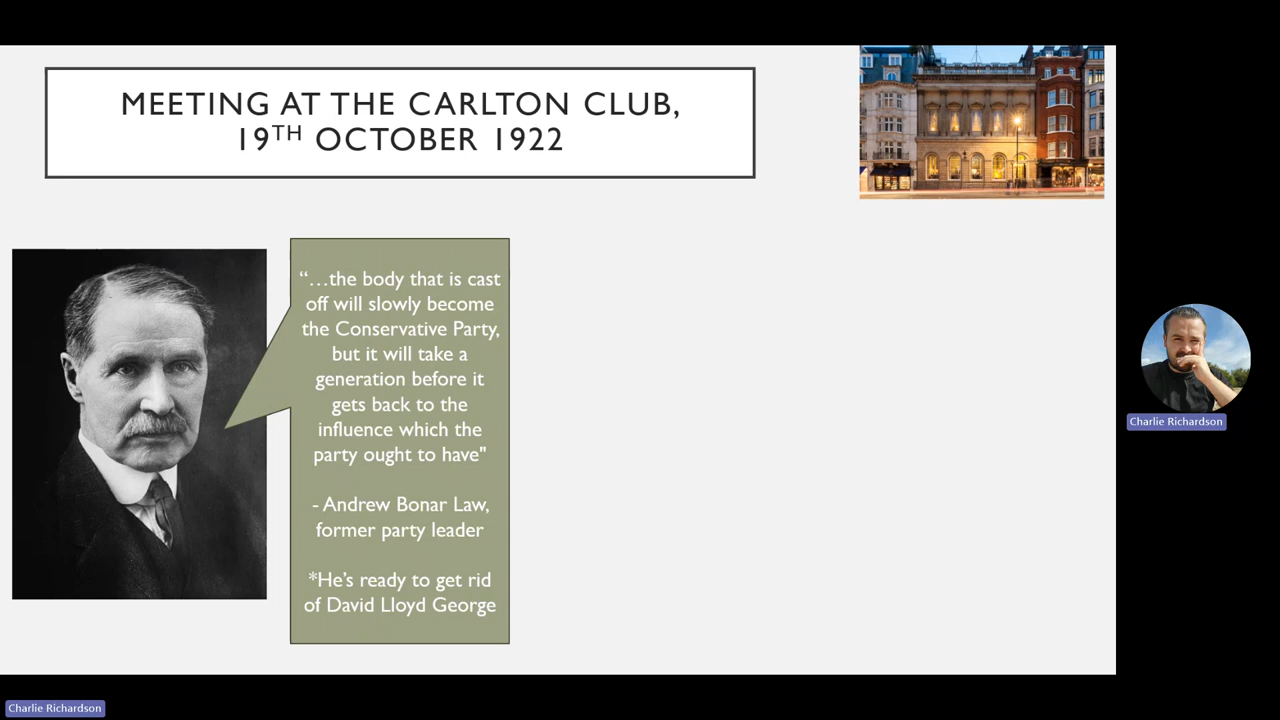 MEETING AT THE CARLTON CLUB,
19TH OCTOBER 1922
“…the body that is cast
off will slowly become
the Conservative Party,
but it will take a
generation before it
gets back to the
influence which the
party ought to have"
- Andrew Bonar Law,
former party leader
*He’s ready to get rid
of David Lloyd George
Charlie Richardson
Charlie Richardson